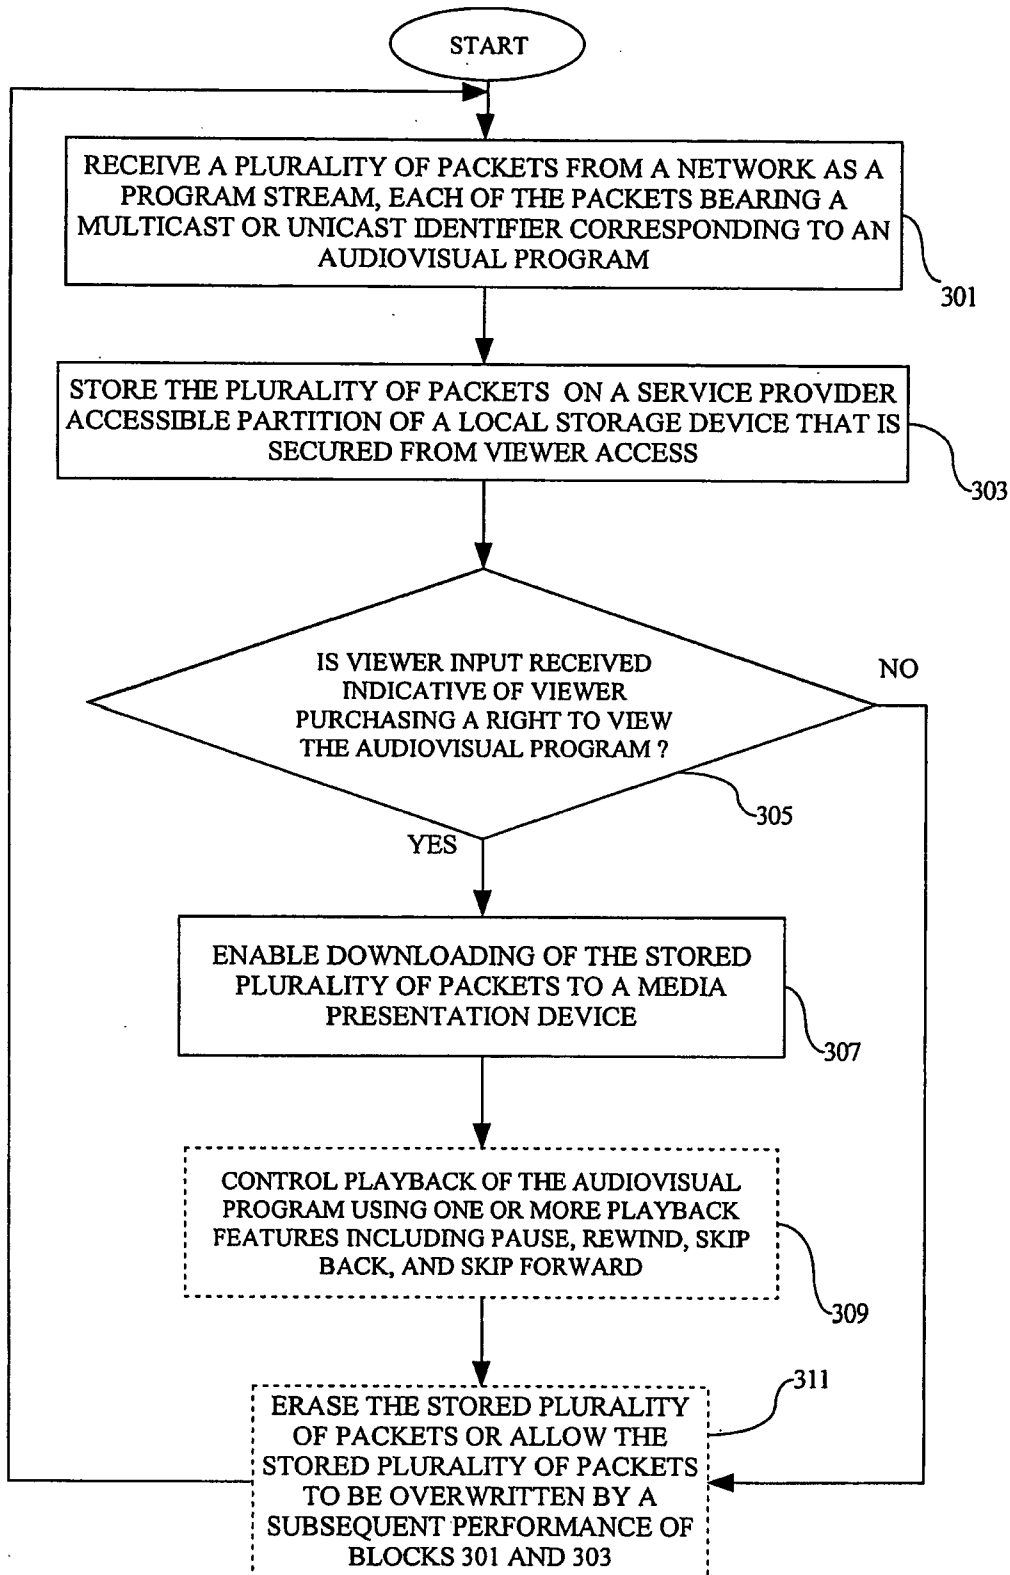 START
RECEIVE A PLURALITY OF PACKETS FROM A NETWORK AS A
PROGRAM STREAM, EACH OF THE PACKETS BEARING A
MULTICAST OR UNICAST IDENTIFIER CORRESPONDING TO AN
AUDIOVISUAL PROGRAM
301
STORE THE PLURALITY OF PACKETS ON A SERVICE PROVIDER
ACCESSIBLE PARTITION OF A LOCAL STORAGE DEVICE THAT IS
SECURED FROM VIEWER ACCESS
303
IS VIEWER INPUT RECEIVED
INDICATIVE OF VIEWER
PURCHASING A RIGHT TO VIEW
THE AUDIOVISUAL PROGRAM ?
NO
305
YES
ENABLE DOWNLOADING OF THE STORED
PLURALITY OF PACKETS TO A MEDIA
PRESENTATION DEVICE
307
CONTROL PLAYBACK OF THE AUDIOVISUAL
PROGRAM USING ONE OR MORE PLAYBACK
FEATURES INCLUDING PAUSE, REWIND, SKIP
BACK, AND SKIP FORWARD
309
311
ERASE THE STORED PLURALITY
OF PACKETS OR ALLOW THE
STORED PLURALITY OF PACKETS
TO BE OVERWRITTEN BY A
SUBSEQUENT PERFORMANCE OF
BLOCKS 301 AND 303